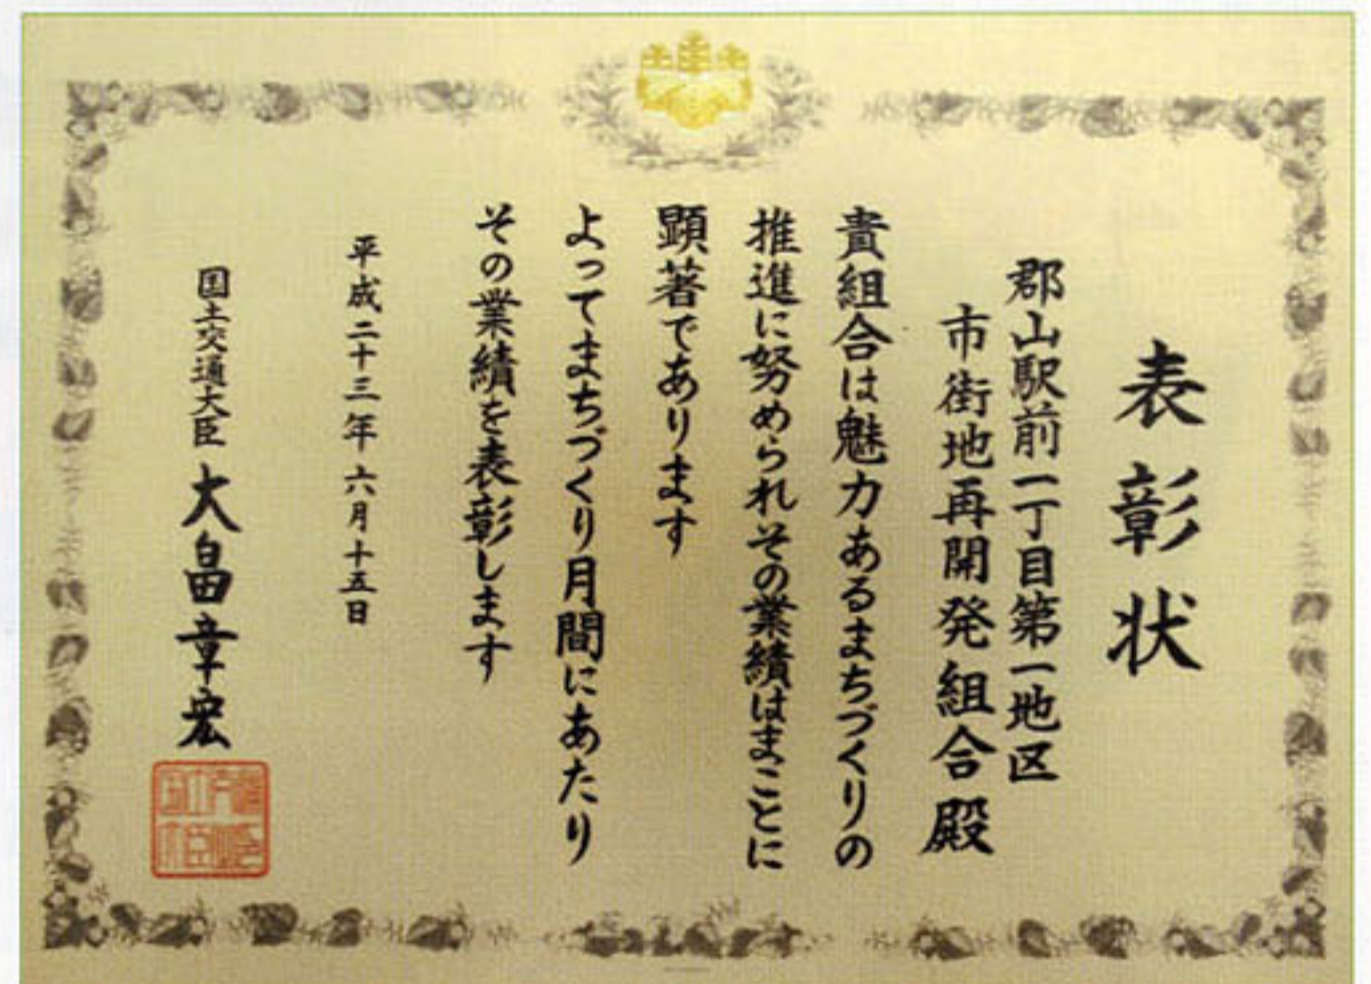 表彰状
郡山駅前一丁目第一地区
市街地再開発組合殿
貴組合は魅力あるまちづくりの
推進に努められその業績はまことに
顕著であります
よってまちづくり月間にあたり
その業績を表彰します
平成二十三年六月十五日
国土交通大臣 大畠章宏